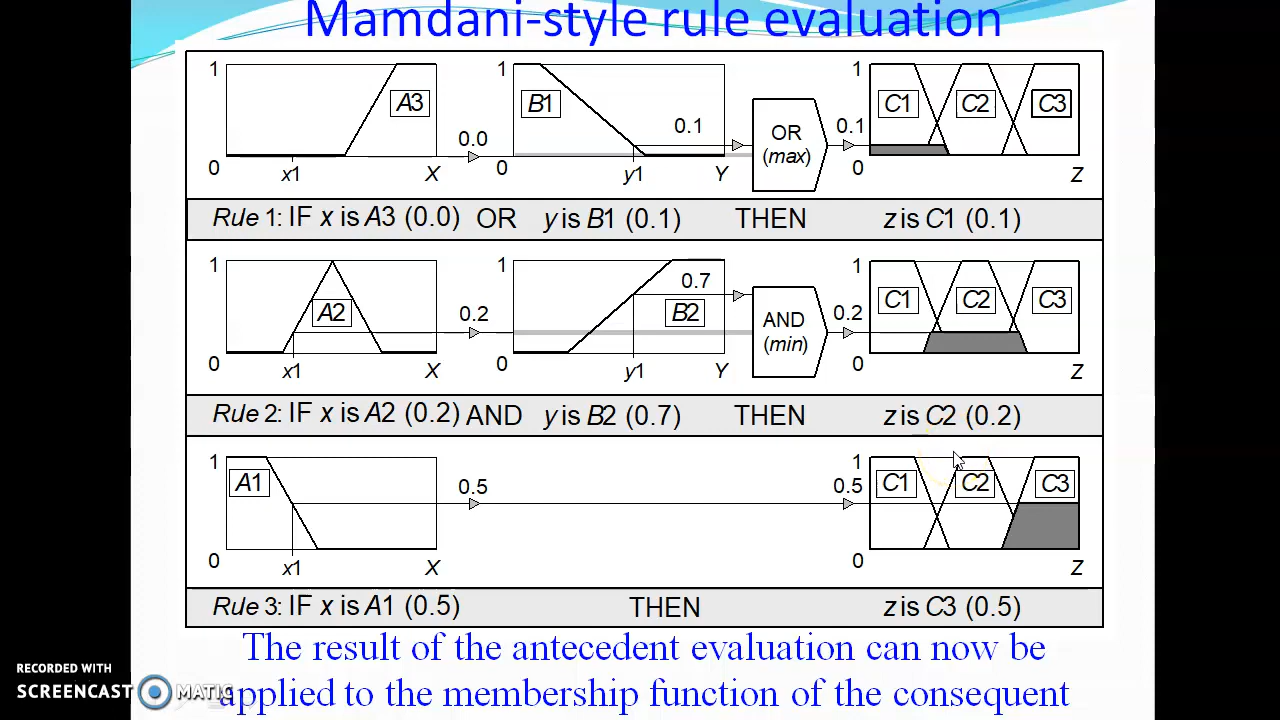 Mamdani-style rule evaluation
1 A3 0 x1 X 0.0
1 B1 0.1 0 y1 Y
OR (max)
0.1 1 C1 C2 C3 0 Z
Rule 1: IF x is A3 (0.0) OR y is B1 (0.1) THEN z is C1 (0.1)
1 A2 0 x1 X 0.2
1 0.7 B2 0 y1 Y
AND (min)
0.2 1 C1 C2 C3 0 Z
Rule 2: IF x is A2 (0.2) AND y is B2 (0.7) THEN z is C2 (0.2)
1 A1 0 x1 X 0.5
0.5 1 C1 C2 C3 0 Z
Rule 3: IF x is A1 (0.5) THEN z is C3 (0.5)
The result of the antecedent evaluation can now be
applied to the membership function of the consequent
RECORDED WITH
SCREENCAST MATIC